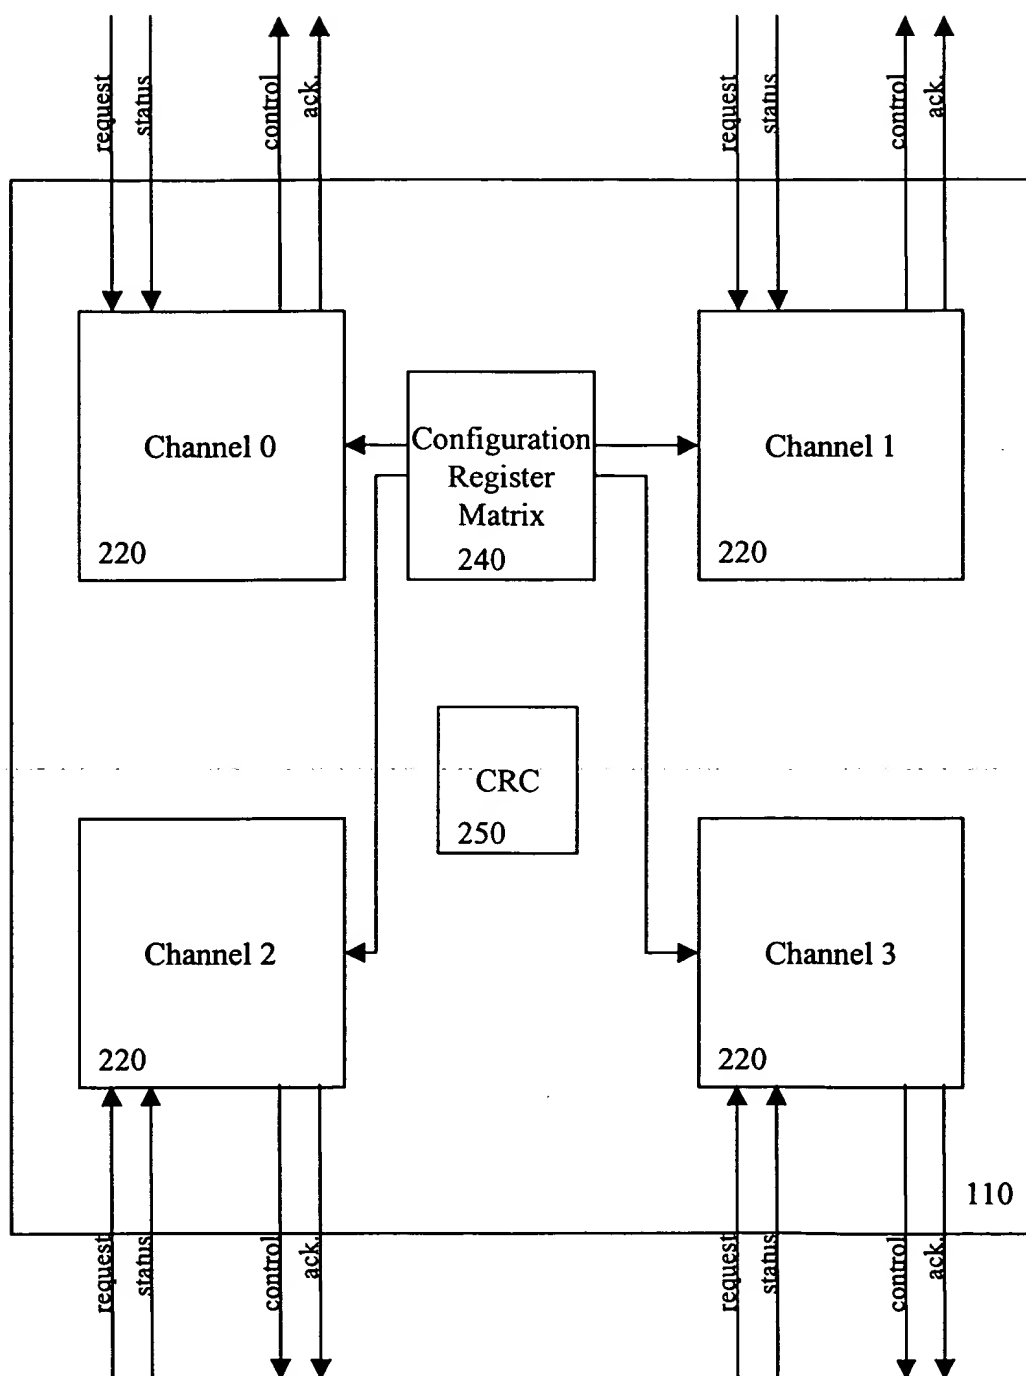 request
status
control
ack.
request
status
control
ack.
Channel 0
220
Configuration
Register
Matrix
240
Channel 1
220
CRC
250
Channel 2
220
Channel 3
220
110
request
status
control
ack.
request
status
control
ack.